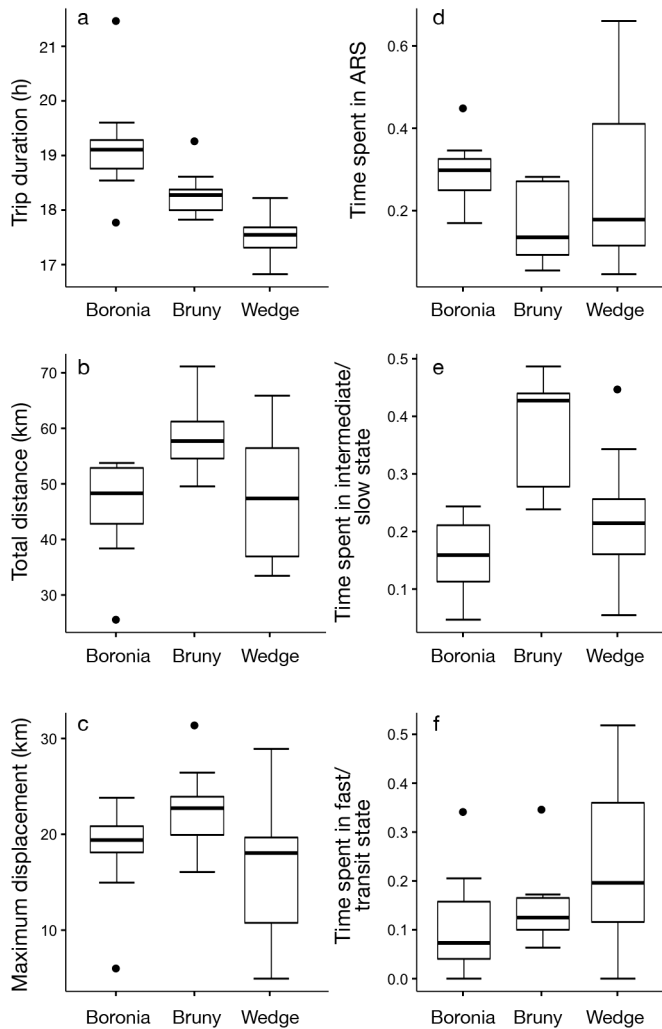 a
Trip duration (h)
21
20
19
18
17
Boronia Bruny Wedge
d
Time spent in ARS
0.6
0.4
0.2
Boronia Bruny Wedge
b
Total distance (km)
70
60
50
40
30
Boronia Bruny Wedge
e
Time spent in intermediate/
slow state
0.5
0.4
0.3
0.2
0.1
Boronia Bruny Wedge
c
Maximum displacement (km)
30
20
10
Boronia Bruny Wedge
f
Time spent in fast/
transit state
0.5
0.4
0.3
0.2
0.1
0.0
Boronia Bruny Wedge